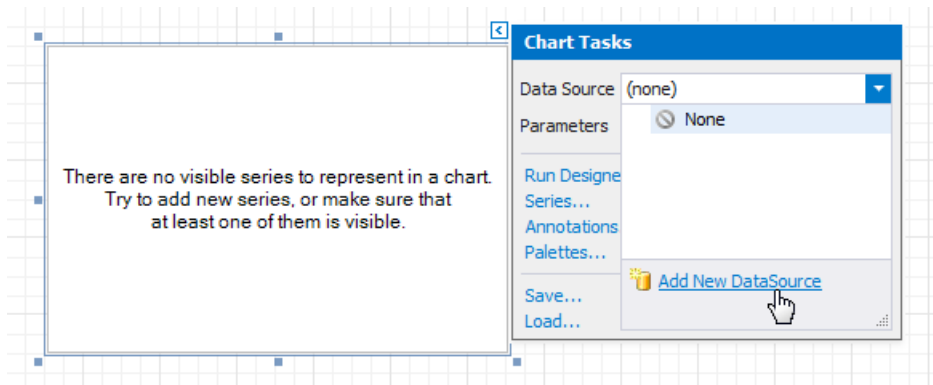 Chart Tasks
Data Source (none)
None
Parameters
There are no visible series to represent in a chart.
Try to add new series, or make sure that
at least one of them is visible.
Run Designe
Series...
Annotations
Palettes...
Add New DataSource
Save...
Load...